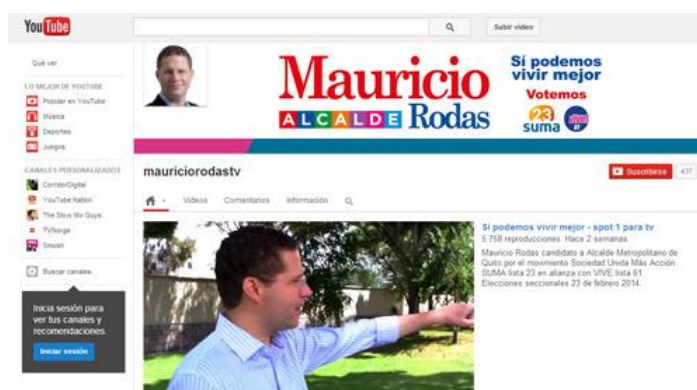 YouTube
Subir vídeo
Qué ver
LO MEJOR DE YOUTUBE
Popular en YouTube
Música
Deportes
Juegos
CANALES PERSONALIZADOS
CorridorDigital
YouTube Nation
The Slow Mo Guys
TVNorge
Smosh
Buscar canales
Inicia sesión para
ver tus canales y
recomendaciones.
Iniciar sesión
Mauricio
ALCALDE Rodas
Sí podemos
vivir mejor
Votemos
23
suma
VIVE
61
mauriciorodastv
Suscribirse 437
Vídeos Comentarios Información
Sí podemos vivir mejor - spot 1 para tv
5.758 reproducciones Hace 2 semanas
Mauricio Rodas candidato a Alcalde Metropolitano de
Quito por el movimiento Sociedad Unida Más Acción
SUMA lista 23 en alianza con VIVE lista 61.
Elecciones seccionales 23 de febrero 2014.